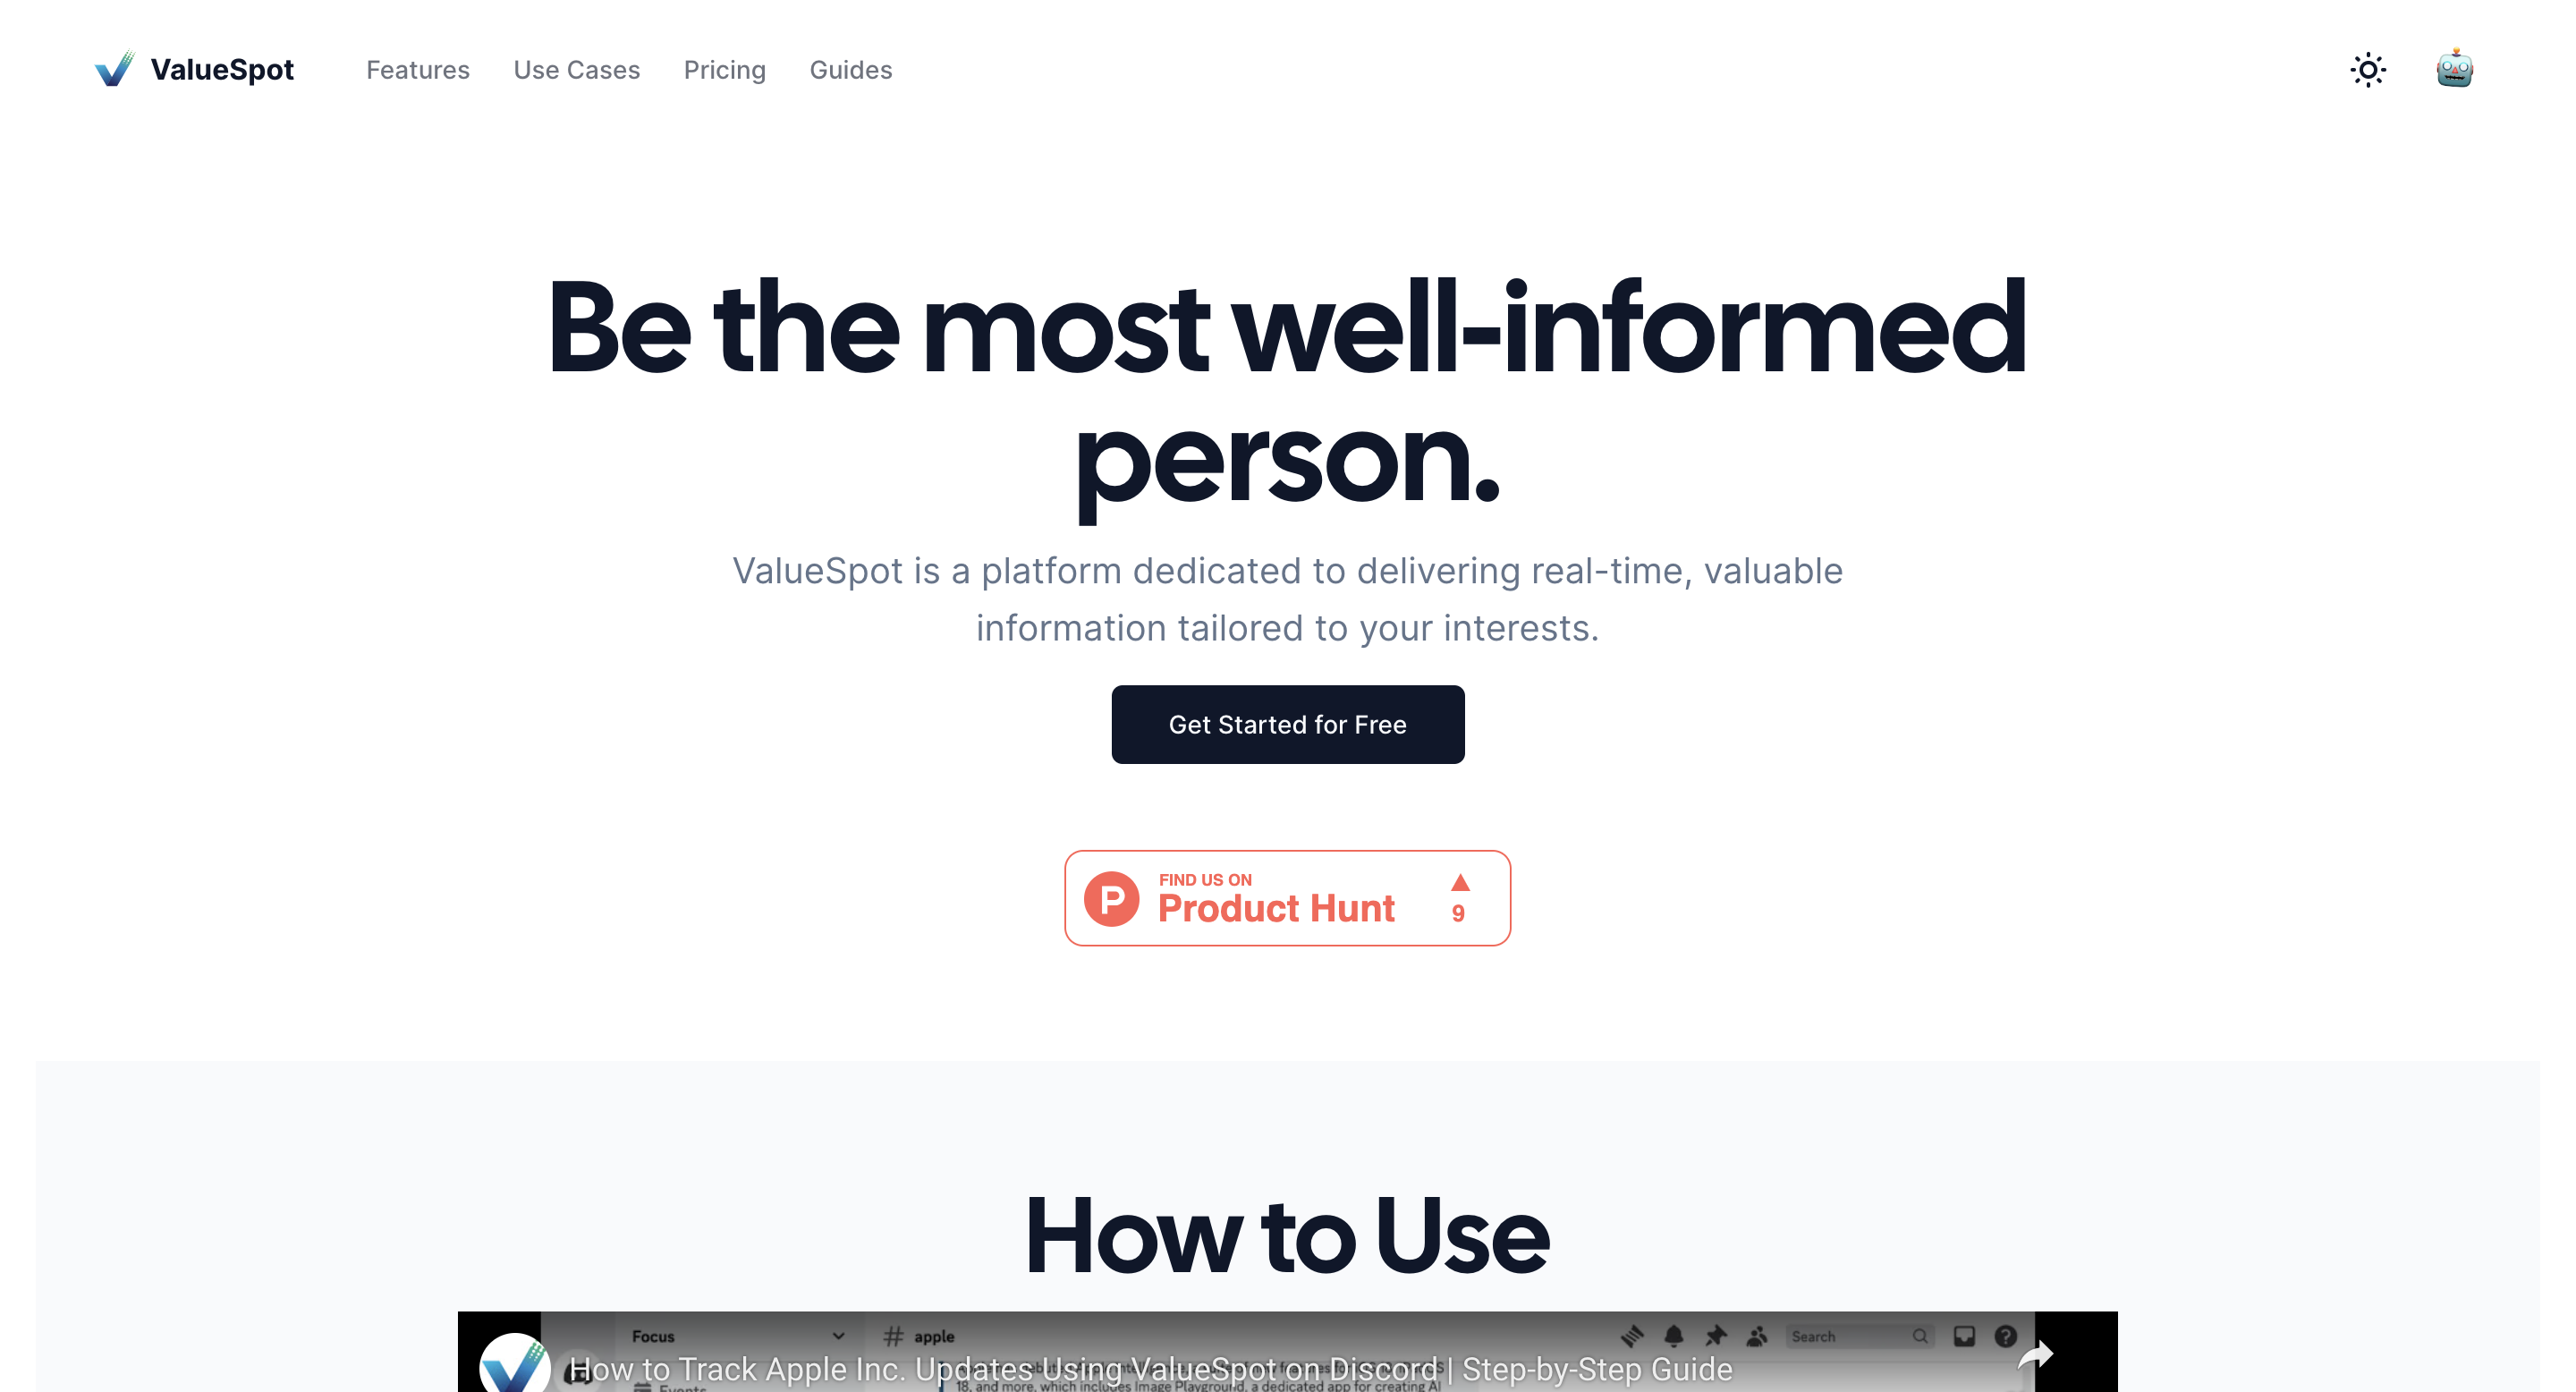 ValueSpot
Features
Use Cases
Pricing
Guides
Be the most well-informed
person.
ValueSpot is a platform dedicated to delivering real-time, valuable
information tailored to your interests.
Get Started for Free
FIND US ON
Product Hunt
9
How to Use
Focus
# apple
Search
How to Track Apple Inc. Updates Using ValueSpot on Discord | Step-by-Step Guide
Events
18, and more, which includes Image Playground, a dedicated app for creating AI